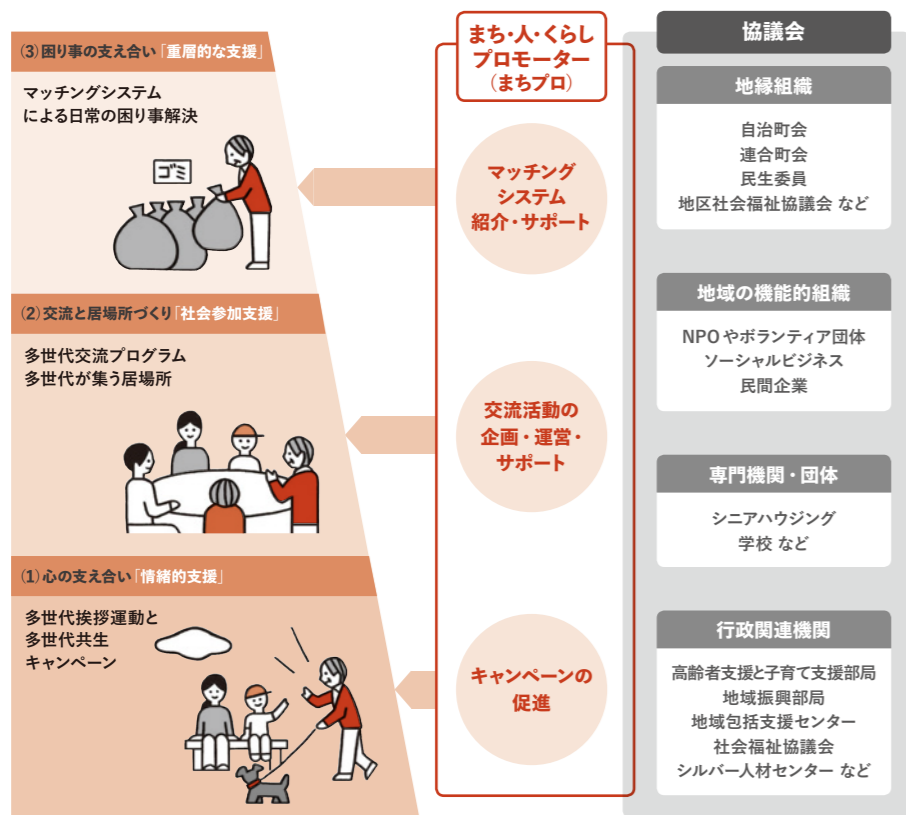 (3)困り事の支え合い「重層的な支援」
マッチングシステム
による日常の困り事解決
ゴミ
(2)交流と居場所づくり「社会参加支援」
多世代交流プログラム
多世代が集う居場所
(1)心の支え合い「情緒的支援」
多世代挨拶運動と
多世代共生
キャンペーン
まち・人・くらし
プロモーター
(まちプロ)
マッチング
システム
紹介・サポート
交流活動の
企画・運営・
サポート
キャンペーンの
促進
協議会
地縁組織
自治町会
連合町会
民生委員
地区社会福祉協議会 など
地域の機能的組織
NPOやボランティア団体
ソーシャルビジネス
民間企業
専門機関・団体
シニアハウジング
学校 など
行政関連機関
高齢者支援と子育て支援部局
地域振興部局
地域包括支援センター
社会福祉協議会
シルバー人材センター など